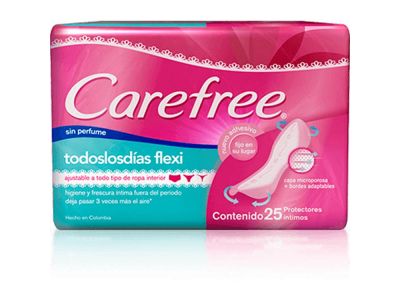 Carefree®
sin perfume
todoslosdías flexi
ajustable a todo tipo de ropa interior
higiene y frescura íntima fuera del período
déja pasar 3 veces más el aire*
Hecho en Colombia
nuevo adhesivo
fijo en
su lugar
capa microporosa
+ bordes adaptables
Contenido 25 Protectores
íntimos